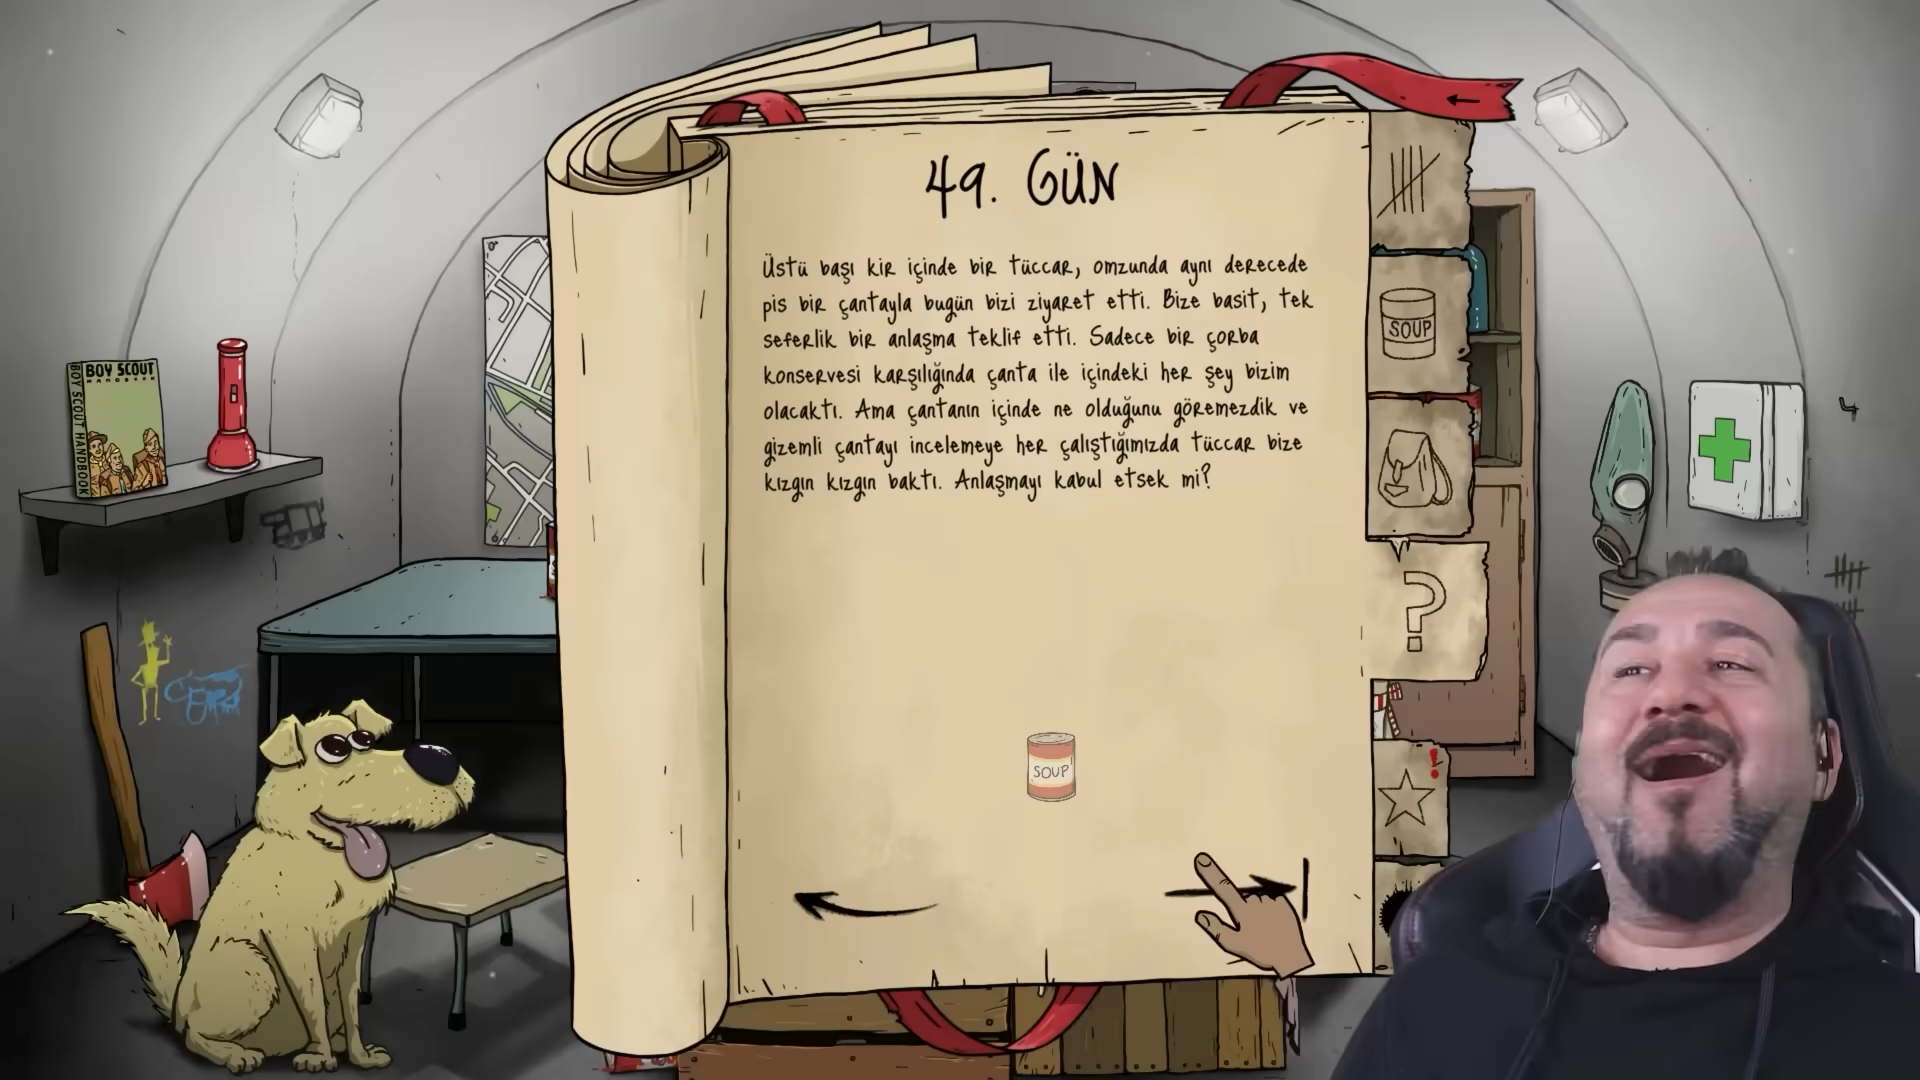 49. GÜN
Üstü başı kir içinde bir tüccar, omzunda aynı derecede
pis bir çantayla bugün bizi ziyaret etti. Bize basit, tek
seferlik bir anlaşma teklif etti. Sadece bir çorba
konservesi karşılığında çanta ile içindeki her şey bizim
olacaktı. Ama çantanın içinde ne olduğunu göremezdik ve
gizemli çantayı incelemeye her çalıştığımızda tüccar bize
kızgın kızgın baktı. Anlaşmayı kabul etsek mi?
SOUP
SOUP
?
!
BOY SCOUT
HANDBOOK
BOY SCOUT HANDBOOK